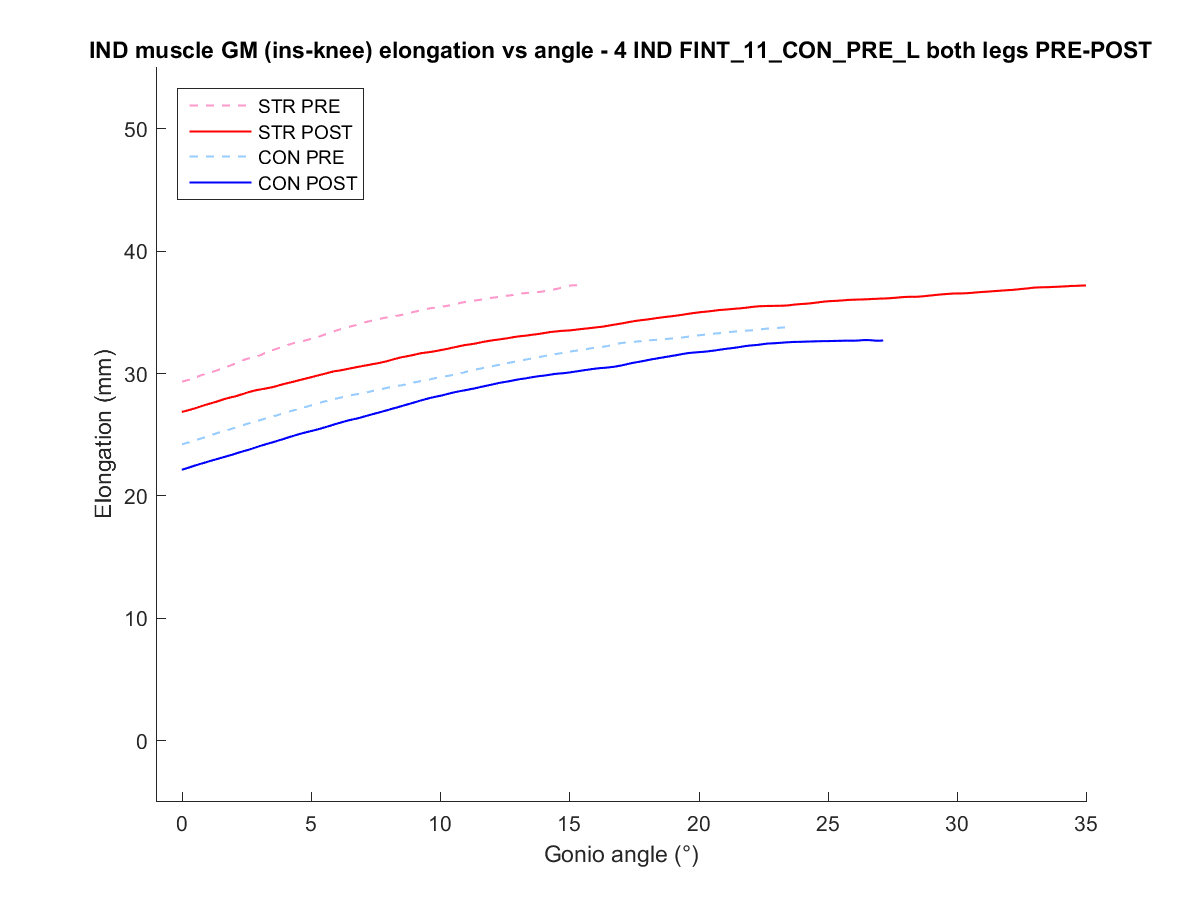 IND muscle GM (ins-knee) elongation vs angle - 4 IND FINT_11_CON_PRE_L both legs PRE-POST
STR PRE
STR POST
CON PRE
CON POST
50
40
30
20
10
0
Elongation (mm)
0 5 10 15 20 25 30 35
Gonio angle (°)